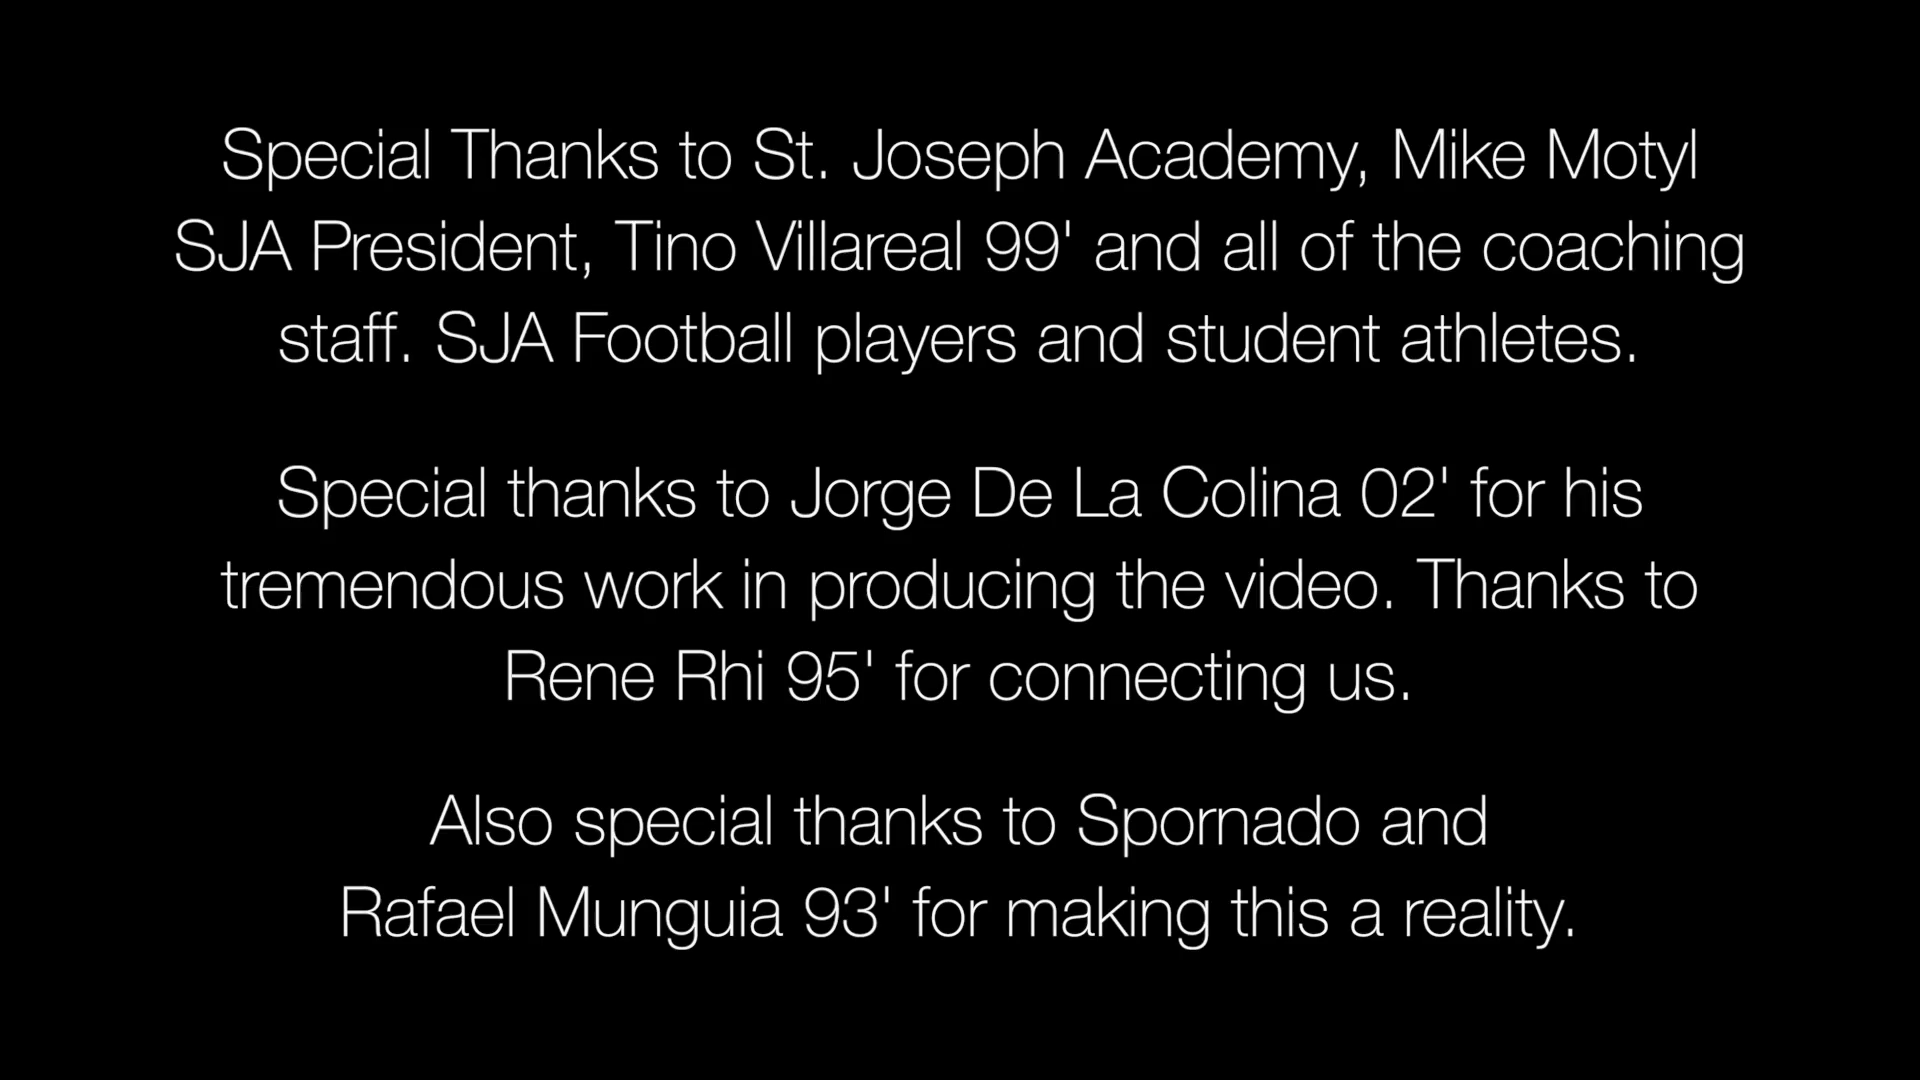 Special Thanks to St. Joseph Academy, Mike Motyl
SJA President, Tino Villareal 99' and all of the coaching
staff. SJA Football players and student athletes.
Special thanks to Jorge De La Colina 02' for his
tremendous work in producing the video. Thanks to
Rene Rhi 95' for connecting us.
Also special thanks to Spornado and
Rafael Munguia 93' for making this a reality.